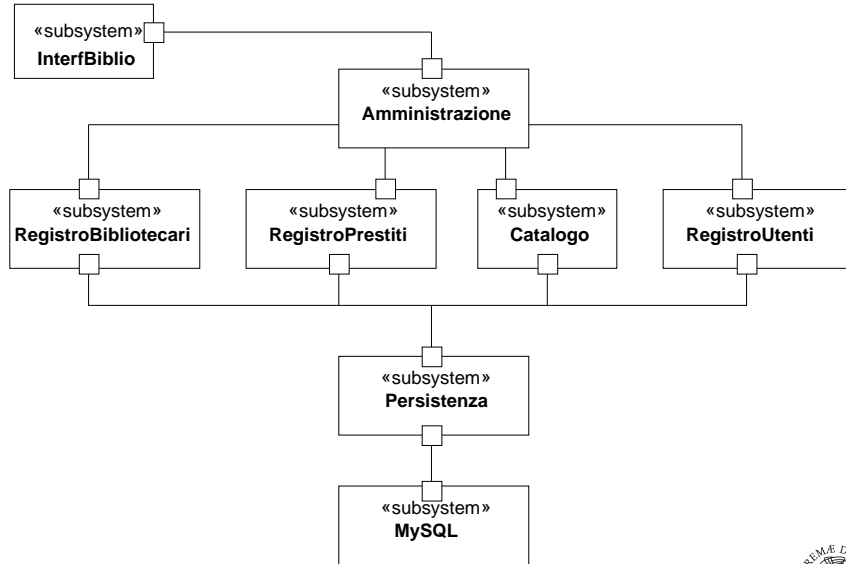 «subsystem»
InterfBiblio
«subsystem»
Amministrazione
«subsystem»
RegistroBibliotecari
«subsystem»
RegistroPrestiti
«subsystem»
Catalogo
«subsystem»
RegistroUtenti
«subsystem»
Persistenza
«subsystem»
MySQL